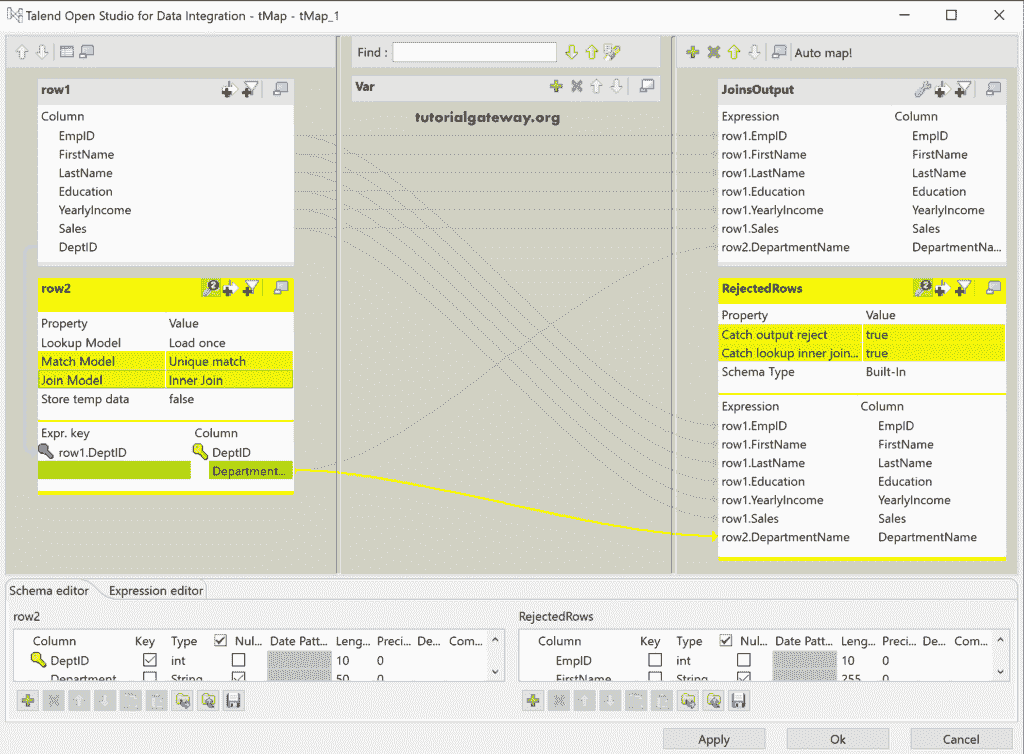 Talend Open Studio for Data Integration - tMap - tMap_1
Find :
Auto map!
row1
Column
EmpID
FirstName
LastName
Education
YearlyIncome
Sales
DeptID
row2
Property Value
Lookup Model Load once
Match Model Unique match
Join Model Inner Join
Store temp data false
Expr. key Column
row1.DeptID DeptID
Department...
Var
tutorialgateway.org
JoinsOutput
Expression Column
row1.EmpID EmpID
row1.FirstName FirstName
row1.LastName LastName
row1.Education Education
row1.YearlyIncome YearlyIncome
row1.Sales Sales
row2.DepartmentName DepartmentNa...
RejectedRows
Property Value
Catch output reject true
Catch lookup inner join... true
Schema Type Built-In
Expression Column
row1.EmpID EmpID
row1.FirstName FirstName
row1.LastName LastName
row1.Education Education
row1.YearlyIncome YearlyIncome
row1.Sales Sales
row2.DepartmentName DepartmentName
Schema editor Expression editor
row2
Column Key Type Nul... Date Patt... Leng... Preci... De... Com...
DeptID int 10 0
Department String 50 0
RejectedRows
Column Key Type Nul... Date Patt... Leng... Preci... De... Com...
EmpID int 10 0
FirstName String 255 0
Apply Ok Cancel